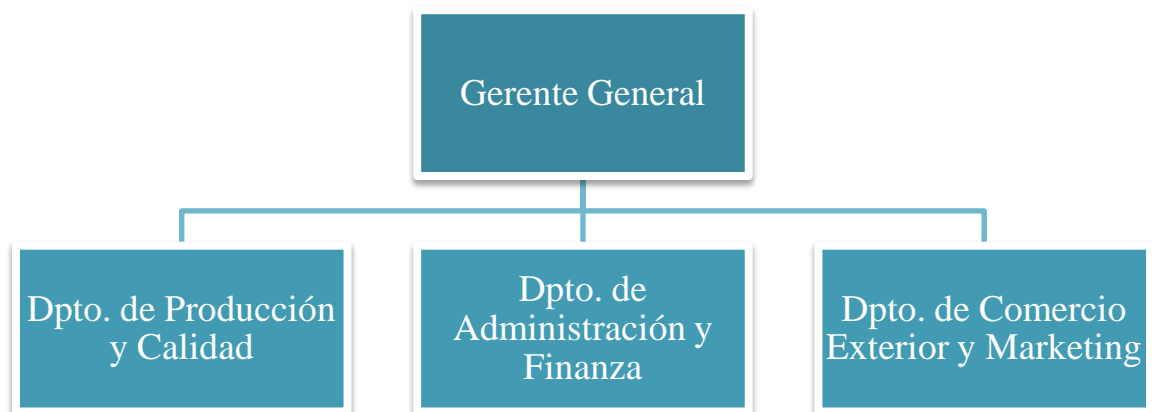 Gerente General
Dpto. de Producción
y Calidad
Dpto. de
Administración y
Finanza
Dpto. de Comercio
Exterior y Marketing